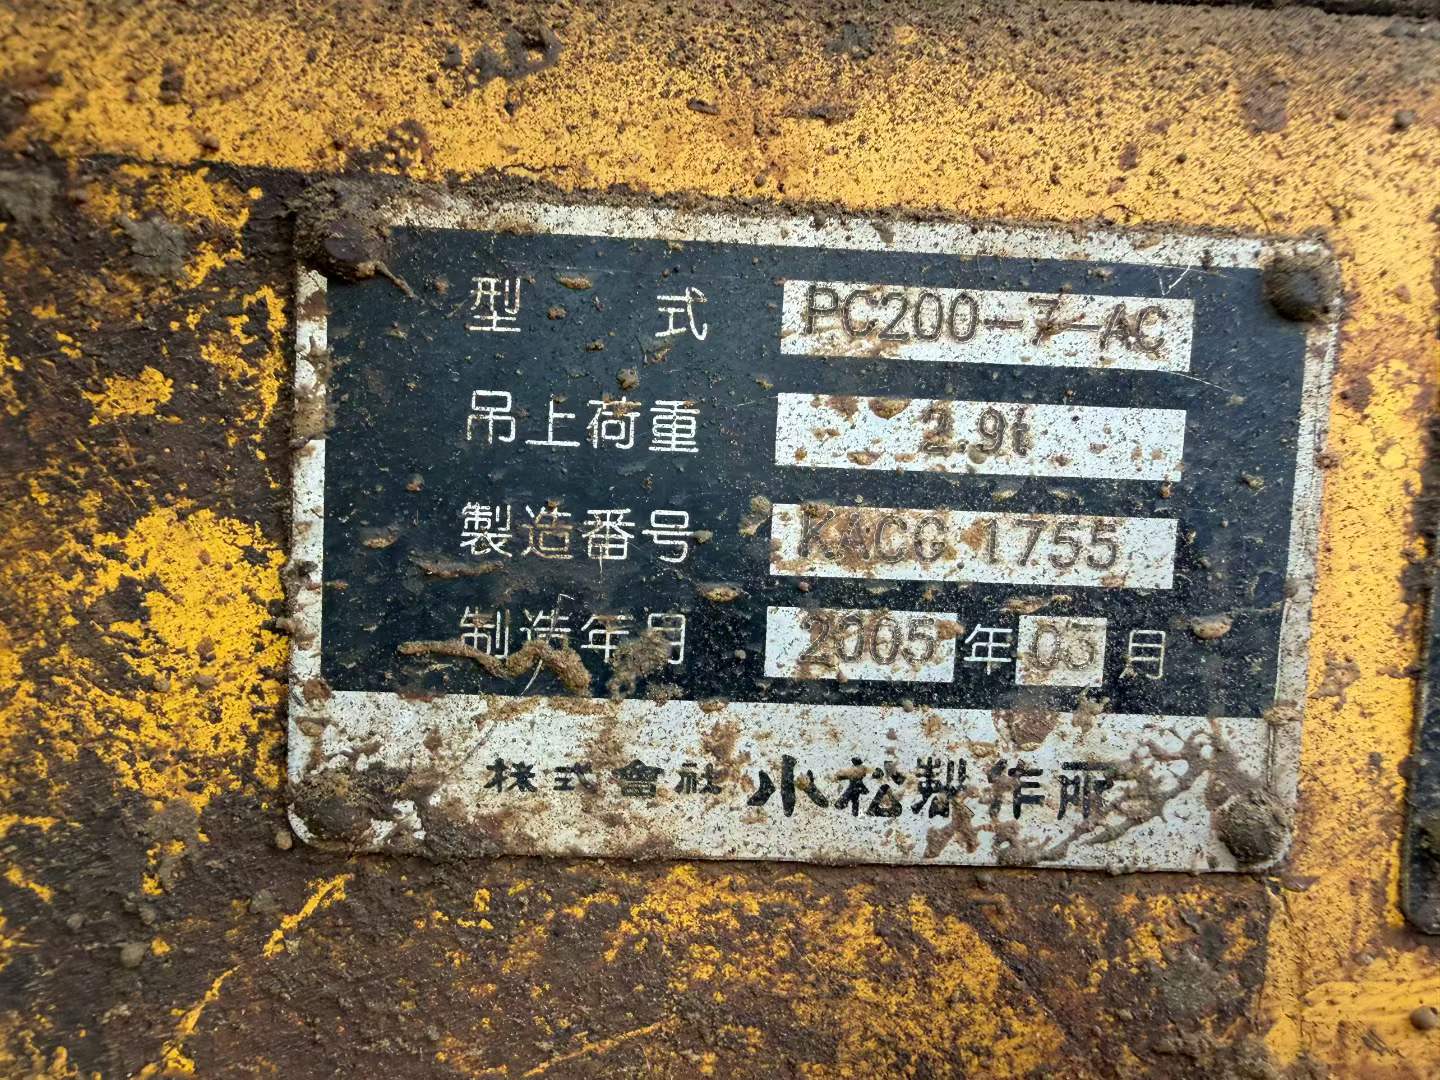 型式 PC200-7-AC
吊上荷重 2.9t
製造番号 KACG 1755
制造年月 2005年03月
株式會社 小松製作所